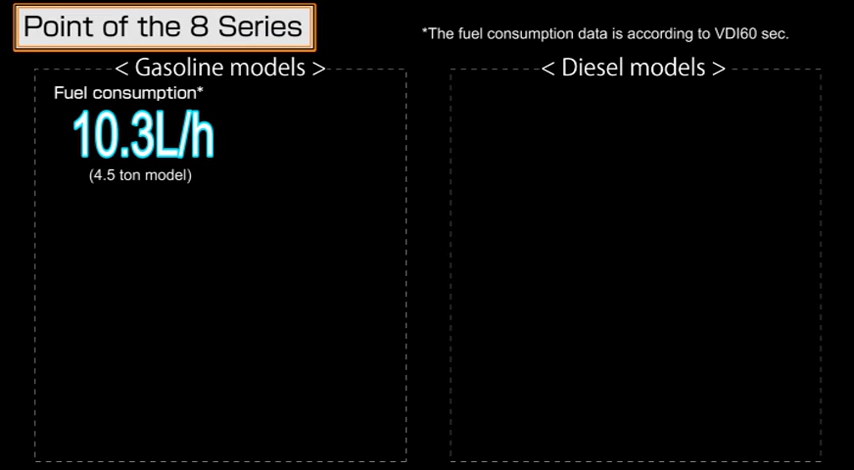 Point of the 8 Series
*The fuel consumption data is according to VDI60 sec.
< Gasoline models >
< Diesel models >
Fuel consumption*
10.3L/h
(4.5 ton model)